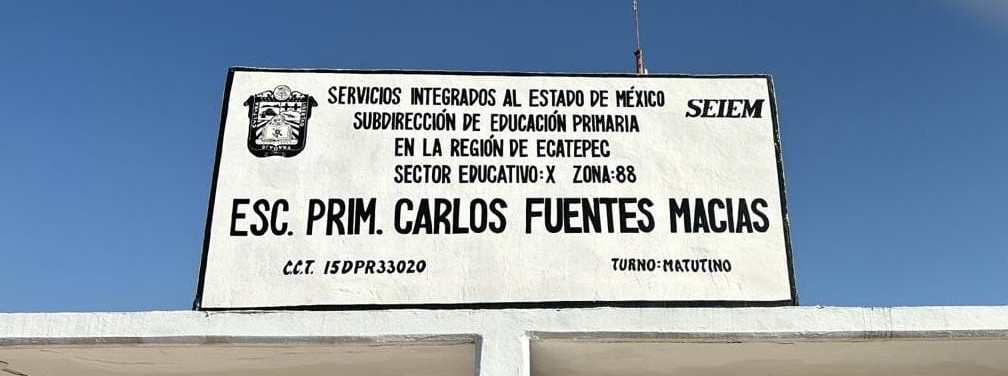 SERVICIOS INTEGRADOS AL ESTADO DE MÉXICO
SEIEM
SUBDIRECCIÓN DE EDUCACIÓN PRIMARIA
EN LA REGIÓN DE ECATEPEC
SECTOR EDUCATIVO:X ZONA:88
ESC. PRIM. CARLOS FUENTES MACIAS
C.C.T. 15DPR33020
TURNO:MATUTINO